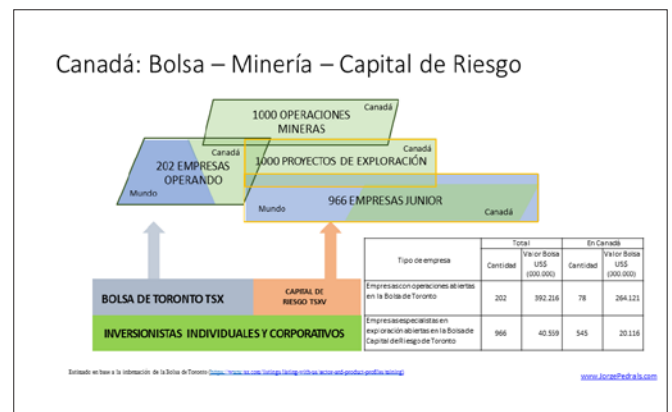 Canadá: Bolsa – Minería – Capital de Riesgo
Canadá
1000 OPERACIONES
MINERAS
Canadá
202 EMPRESAS
OPERANDO
Mundo
Canadá
1000 PROYECTOS DE EXPLORACIÓN
966 EMPRESAS JUNIOR
Mundo
Canadá
BOLSA DE TORONTO TSX
CAPITAL DE
RIESGO TSXV
INVERSIONISTAS INDIVIDUALES Y CORPORATIVOS
Tipo de empresa
Total
En Canadá
Cantidad
Valor Bolsa
US$
(000.000)
Cantidad
Valor Bolsa
US$
(000.000)
Empresas con operaciones abiertas
en la Bolsa de Toronto
202
392.216
78
264.121
Empresas especialistas en
exploración abiertas en la Bolsa de
Capital de Riesgo de Toronto
966
40.559
545
20.116
Estimado en base a la información de la Bolsa de Toronto
www.JorgePedrals.com